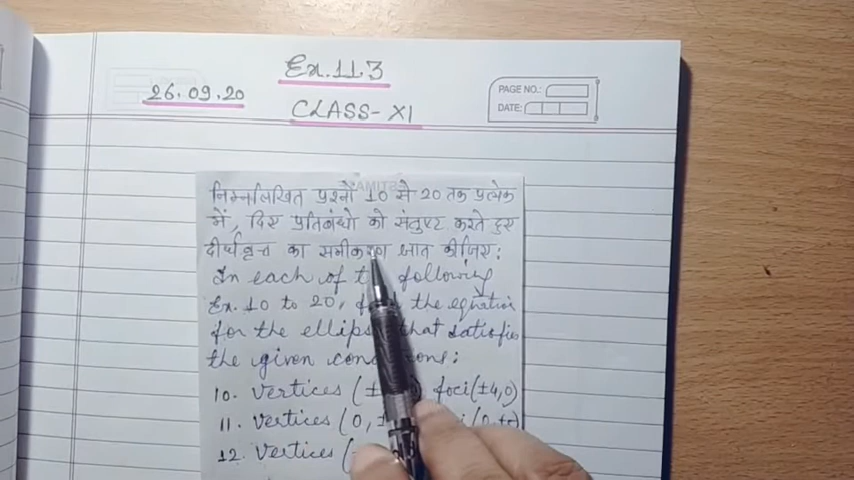 Ex.11.3
26.09.20
CLASS-XI
PAGE NO.:
DATE:
निम्नलिखित प्रश्नों 10 से 20 तक प्रत्येक
में, दिए प्रतिबंधो को संतुष्ट करते हुए
दीर्घवृत्त का समीकरण ज्ञात कीजिए:
In each of the following
Ex. 10 to 20, the equation
for the ellipse that satisfies
the given conditions:
10. Vertices (± ) foci (±4,0)
11. Vertices (0, ±
12. Vertices (